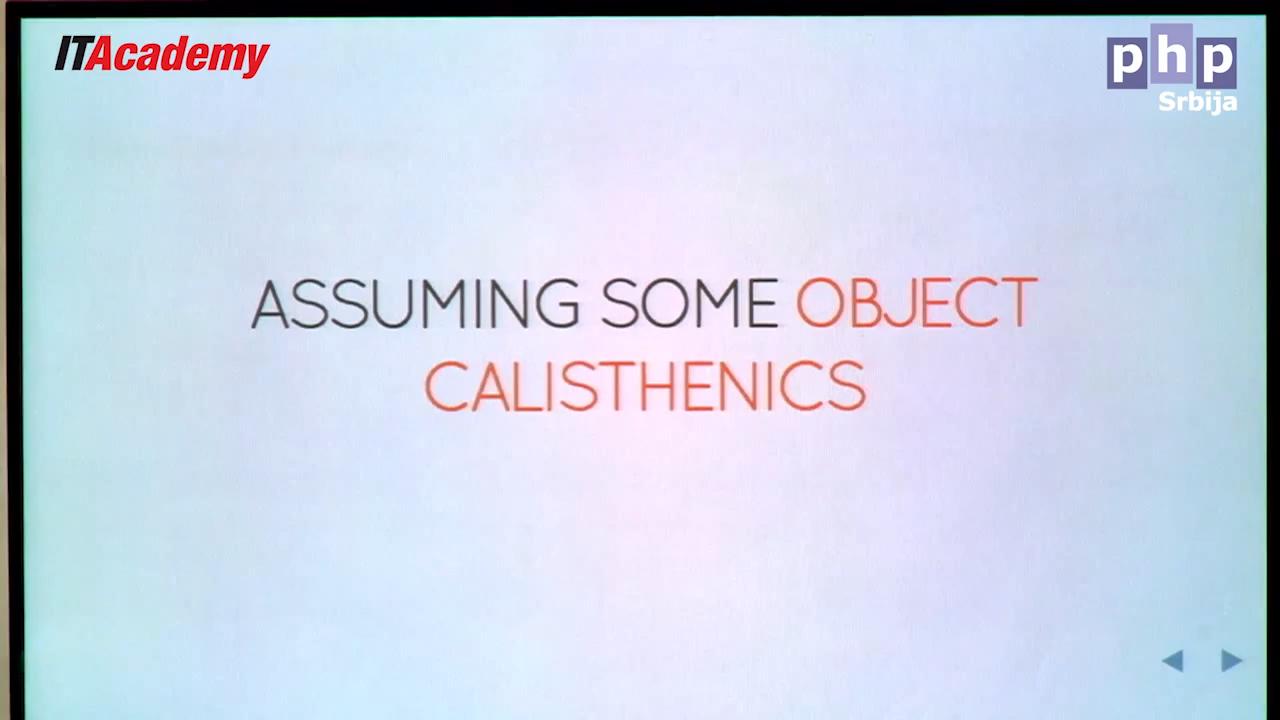 ITAcademy
php
Srbija
ASSUMING SOME OBJECT
CALISTHENICS